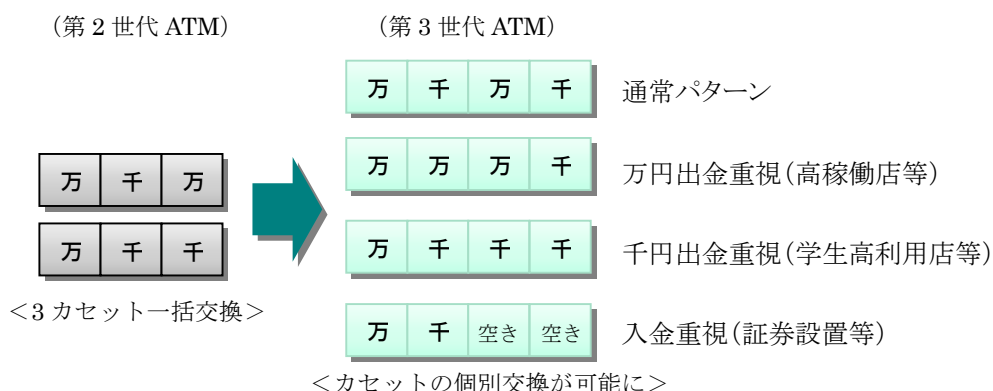 (第2世代 ATM)
(第3世代 ATM)
万 千 万 千 通常パターン
万 万 万 千 万円出金重視(高稼働店等)
万 千 万
万 千 千
万 千 千 千 千円出金重視(学生高利用店等)
<3 カセット一括交換>
万 千 空き 空き 入金重視(証券設置等)
<カセットの個別交換が可能に>